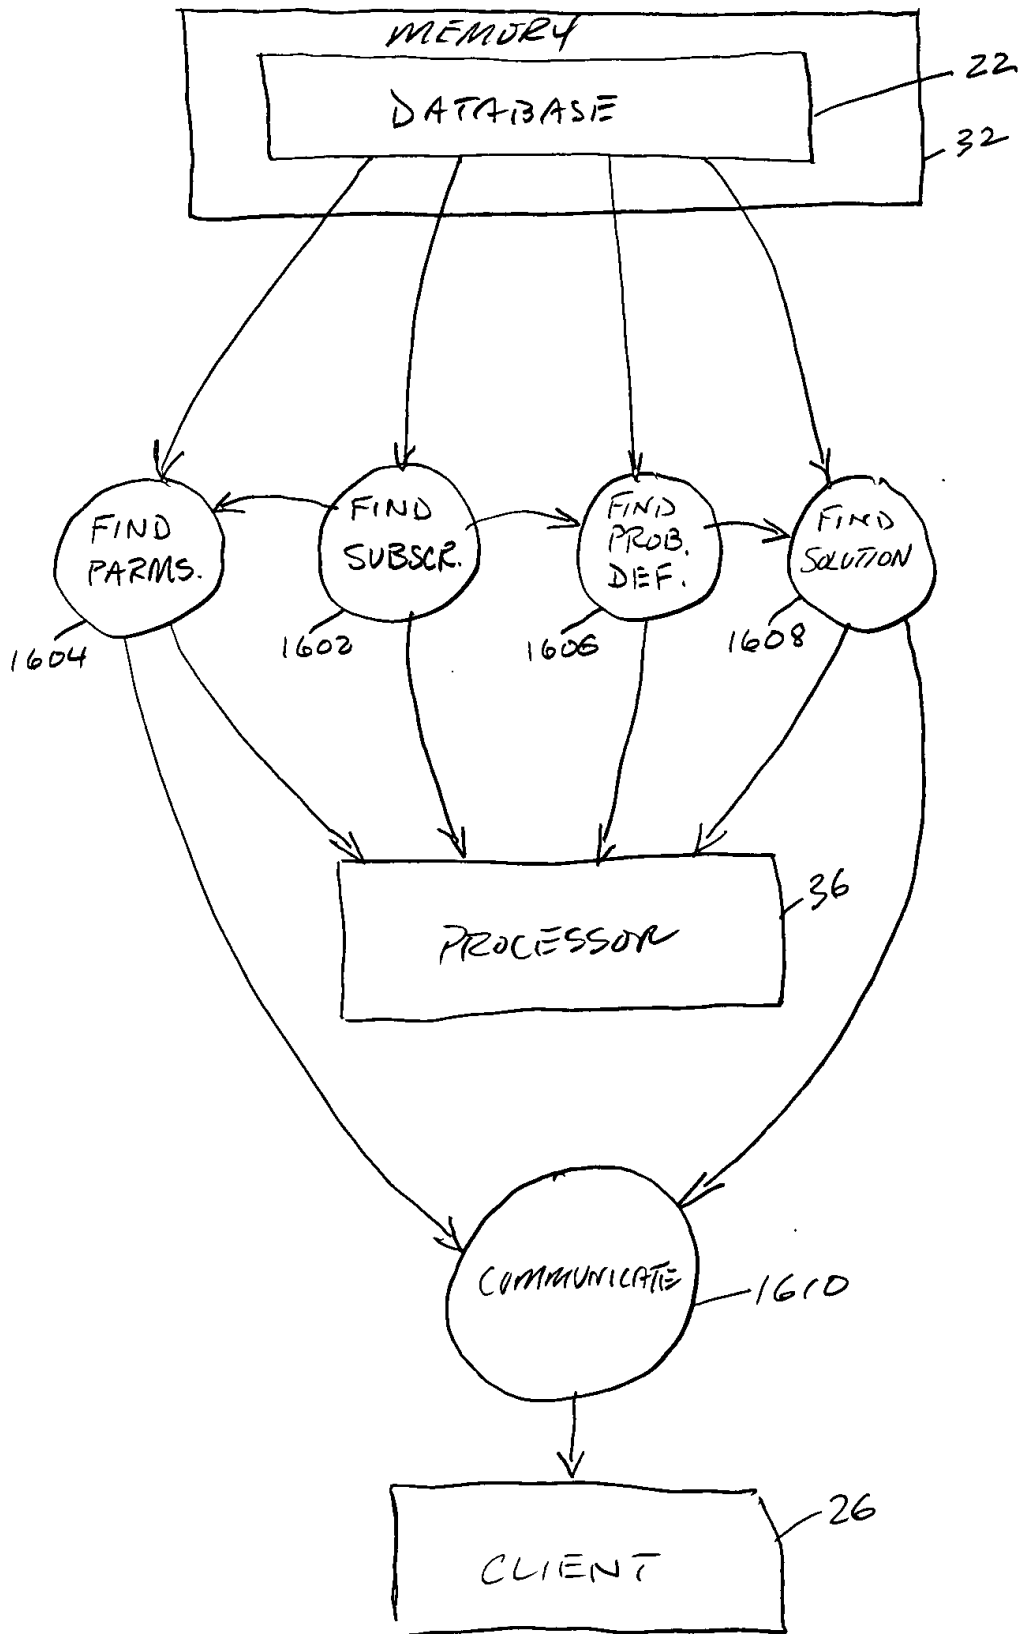 MEMORY
DATABASE
22
32
FIND
PARMS.
FIND
SUBSCR.
FIND
PROB.
DEF.
FIND
SOLUTION
1604
1602
1606
1608
PROCESSOR
36
COMMUNICATE
1610
CLIENT
26